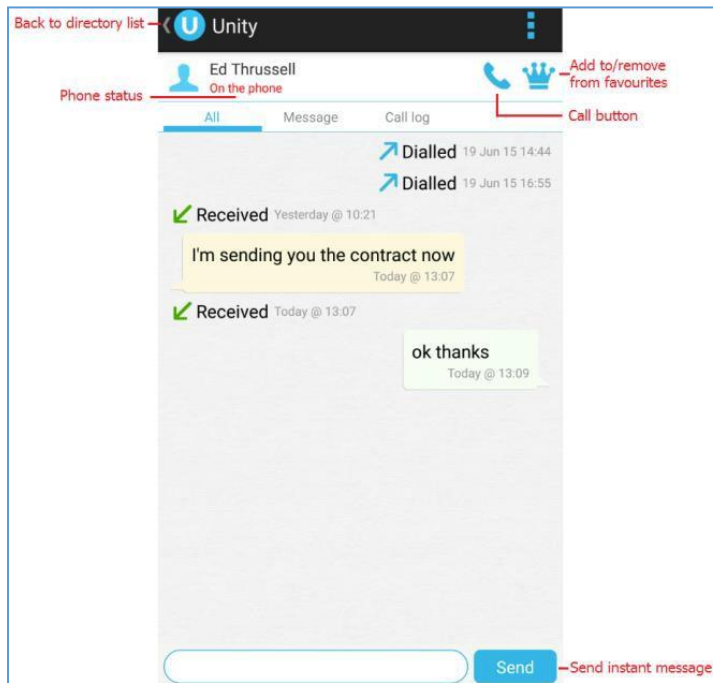 Back to directory list
U Unity
Ed Thrussell
On the phone
Phone status
Add to/remove
from favourites
Call button
All Message Call log
Dialled 19 Jun 15 14:44
Dialled 19 Jun 15 16:55
Received Yesterday @ 10:21
I'm sending you the contract now
Today @ 13:07
Received Today @ 13:07
ok thanks
Today @ 13:09
Send
Send instant message